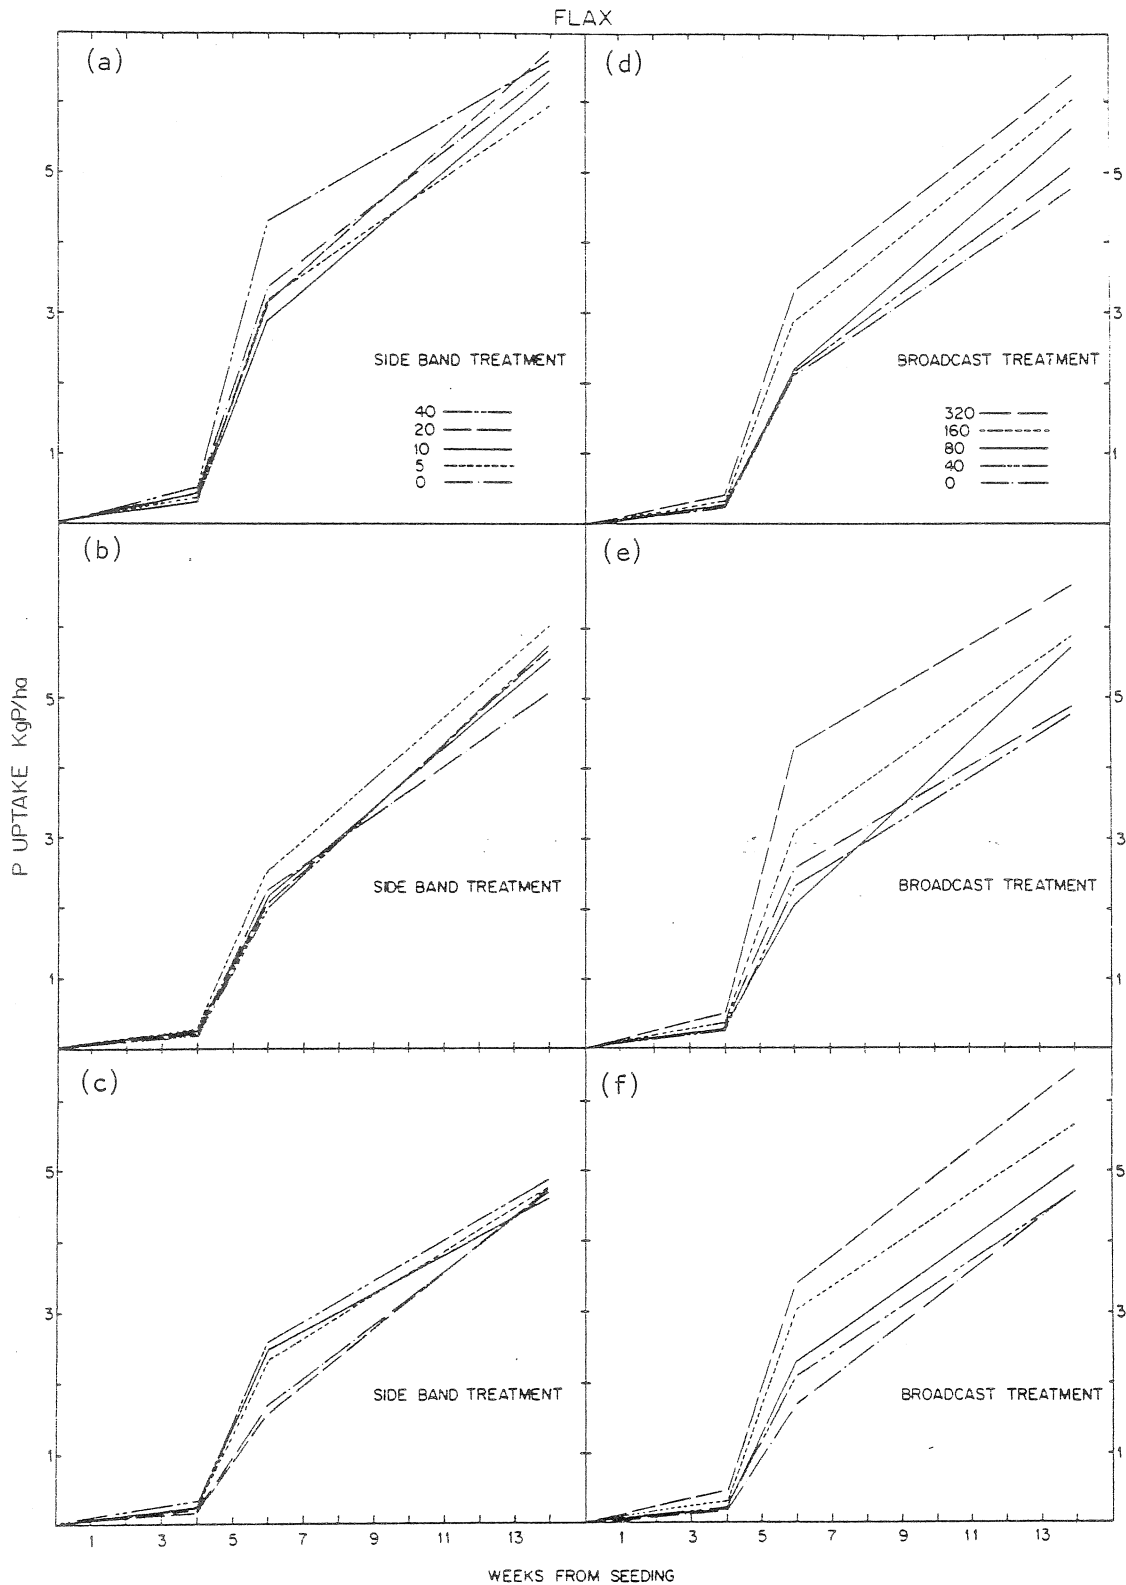 FLAX
(a)
5
3
1
SIDE BAND TREATMENT
40
20
10
5
0
(d)
5
3
1
BROADCAST TREATMENT
320
160
80
40
0
P UPTAKE KgP/ha
(b)
5
3
1
SIDE BAND TREATMENT
(e)
5
3
1
BROADCAST TREATMENT
(c)
5
3
1
SIDE BAND TREATMENT
(f)
5
3
1
BROADCAST TREATMENT
1 3 5 7 9 11 13
1 3 5 7 9 11 13
WEEKS FROM SEEDING